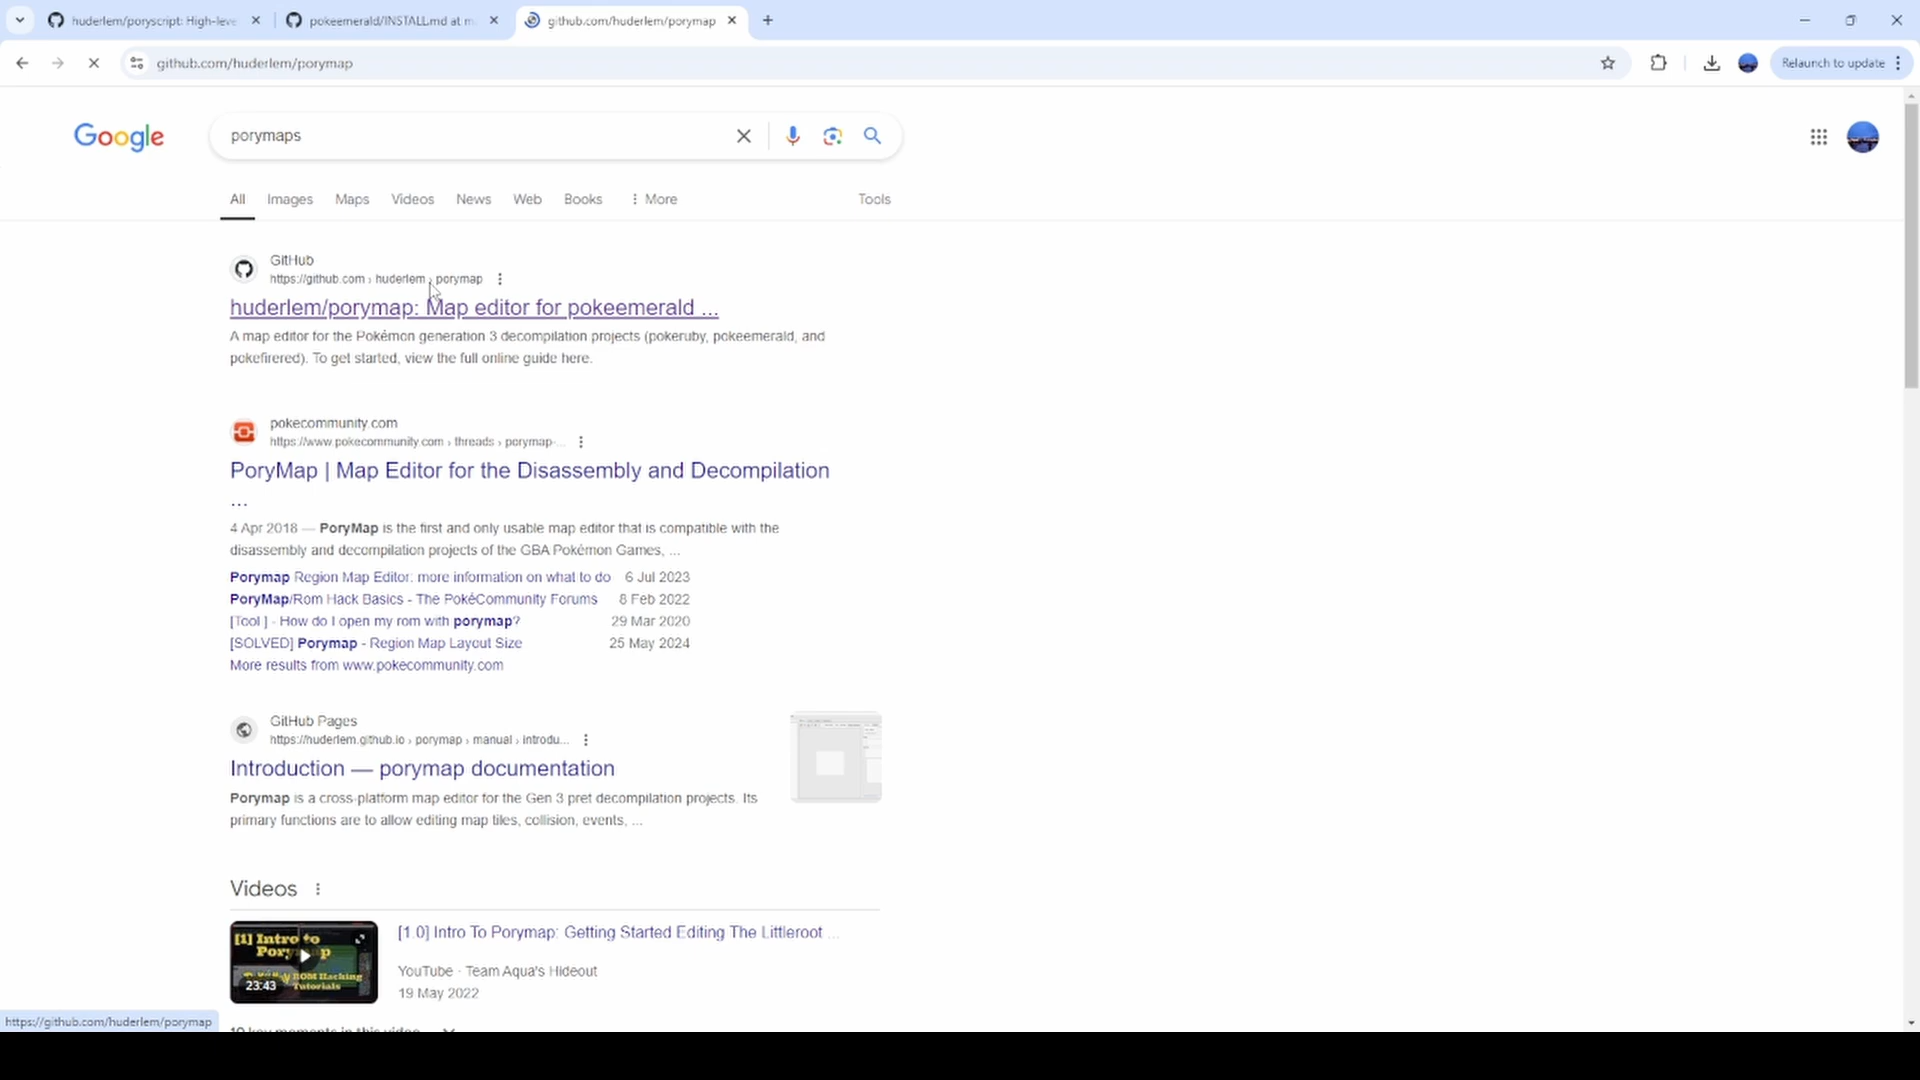 huderlem/poryscript: High-leve
pokeemerald/INSTALL.md at m
github.com/huderlem/porymap
github.com/huderlem/porymap
Relaunch to update
Google
porymaps
All Images Maps Videos News Web Books More Tools
GitHub
https://github.com › huderlem › porymap
huderlem/porymap: Map editor for pokeemerald ...
A map editor for the Pokémon generation 3 decompilation projects (pokeruby, pokeemerald, and
pokefirered). To get started, view the full online guide here.
pokecommunity.com
https://www.pokecommunity.com › threads › porymap-...
PoryMap | Map Editor for the Disassembly and Decompilation
...
4 Apr 2018 — PoryMap is the first and only usable map editor that is compatible with the
disassembly and decompilation projects of the GBA Pokémon Games, ...
Porymap Region Map Editor: more information on what to do 6 Jul 2023
PoryMap/Rom Hack Basics - The PokéCommunity Forums 8 Feb 2022
[Tool ] - How do I open my rom with porymap? 29 Mar 2020
[SOLVED] Porymap - Region Map Layout Size 25 May 2024
More results from www.pokecommunity.com
GitHub Pages
https://huderlem.github.io › porymap › manual › introdu...
Introduction — porymap documentation
Porymap is a cross-platform map editor for the Gen 3 pret decompilation projects. Its
primary functions are to allow editing map tiles, collision, events, ...
Videos
[1] Intro to
Porymap
Pokémon ROM Hacking
Tutorials
23:43
[1.0] Intro To Porymap: Getting Started Editing The Littleroot ...
YouTube · Team Aqua's Hideout
19 May 2022
10 key moments in this video
https://github.com/huderlem/porymap